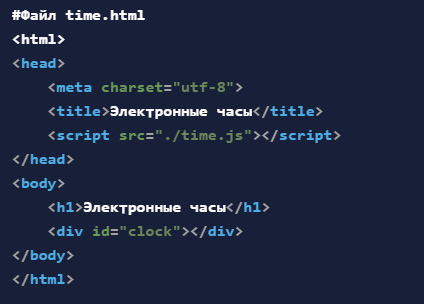 #Файл time.html
<html>
<head>
    <meta charset="utf-8">
    <title>Электронные часы</title>
    <script src="./time.js"></script>
</head>
<body>
    <h1>Электронные часы</h1>
    <div id="clock"></div>
</body>
</html>